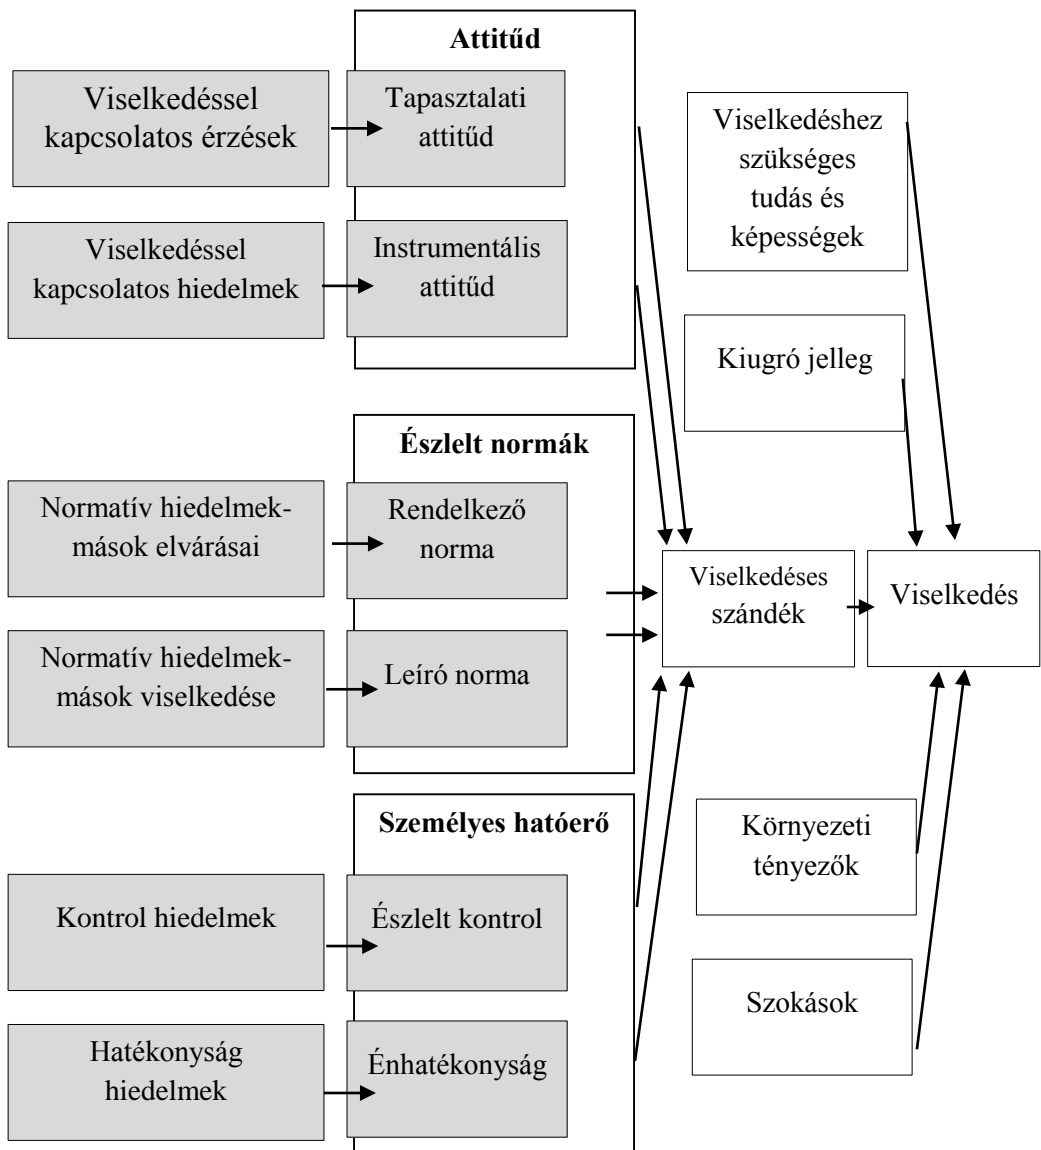 Attitűd
Viselkedéssel
kapcsolatos érzések
Tapasztalati
attitűd
Viselkedéssel
kapcsolatos hiedelmek
Instrumentális
attitűd
Viselkedéshez
szükséges
tudás és
képességek
Kiugró jelleg
Észlelt normák
Normatív hiedelmek-
mások elvárásai
Rendelkező
norma
Normatív hiedelmek-
mások viselkedése
Leíró norma
Viselkedéses
szándék
Viselkedés
Személyes hatóerő
Kontrol hiedelmek
Észlelt kontrol
Hatékonyság
hiedelmek
Énhatékonyság
Környezeti
tényezők
Szokások